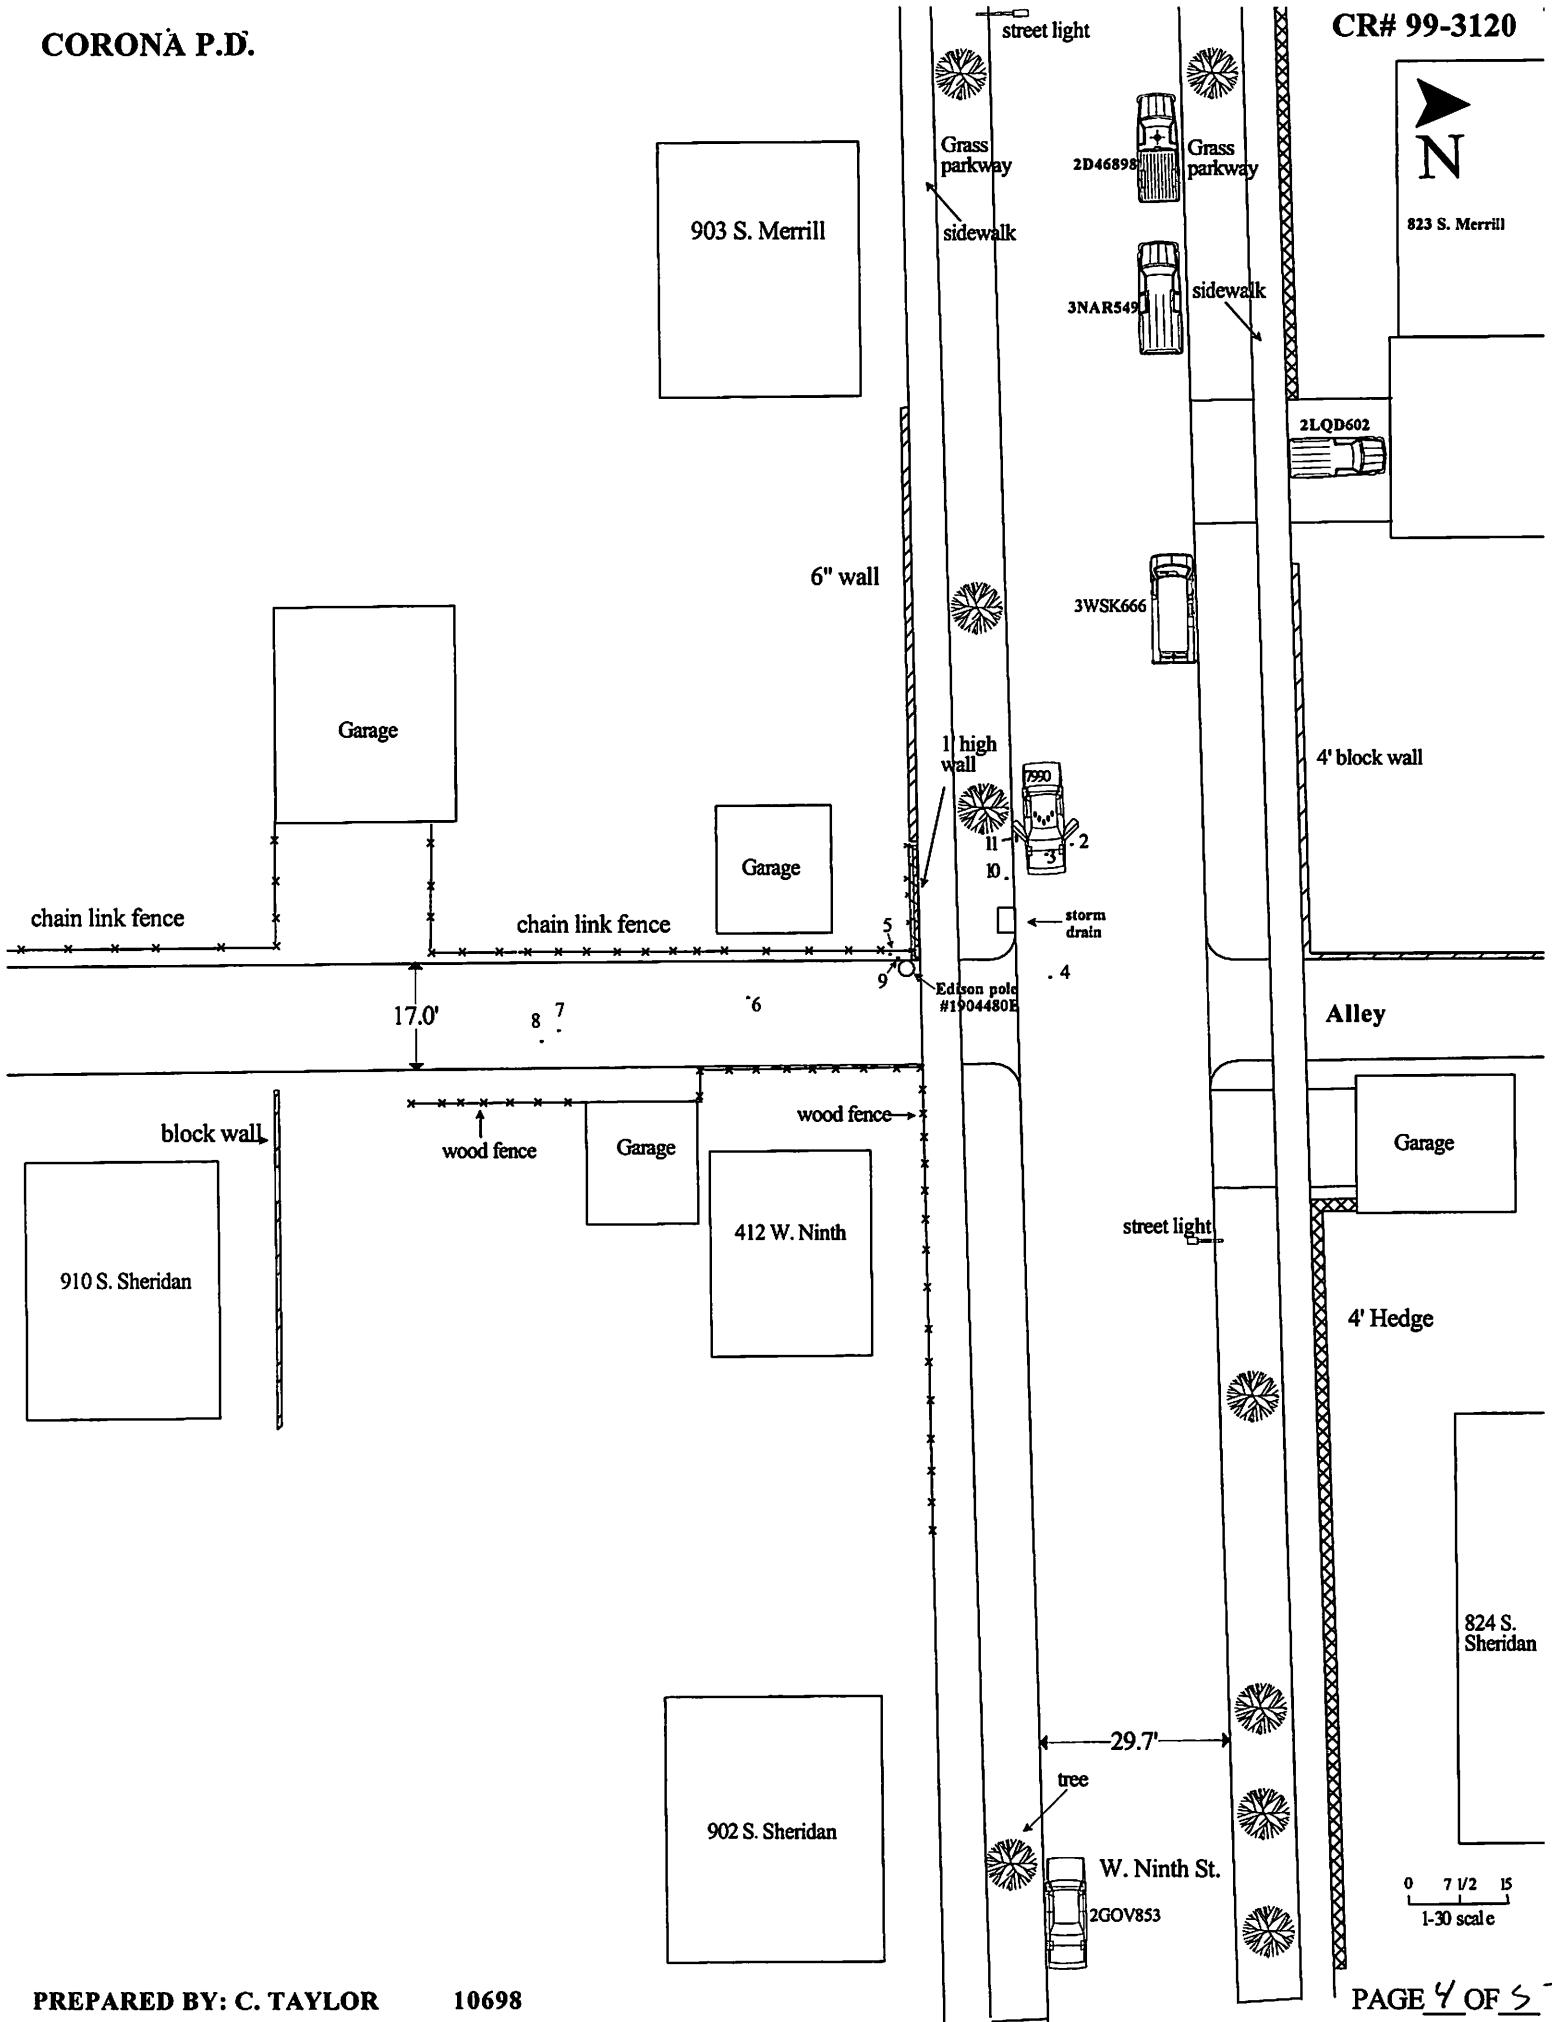 CORONA P.D.
CR# 99-3120
street light
N
823 S. Merrill
Grass
parkway
2D46898
Grass
parkway
903 S. Merrill
sidewalk
3NAR549
sidewalk
2LQD602
6" wall
3WSK666
Garage
1' high
wall
4' block wall
7990
11
2
3
10
Garage
chain link fence
chain link fence
5
storm
drain
9
4
Edison pole
#1904480E
17.0'
8
7
6
Alley
block wall
wood fence
Garage
wood fence
Garage
412 W. Ninth
street light
910 S. Sheridan
4' Hedge
824 S.
Sheridan
29.7'
tree
902 S. Sheridan
W. Ninth St.
2GOV853
0 7 1/2 15
1-30 scale
PREPARED BY: C. TAYLOR 10698
PAGE 4 OF 5